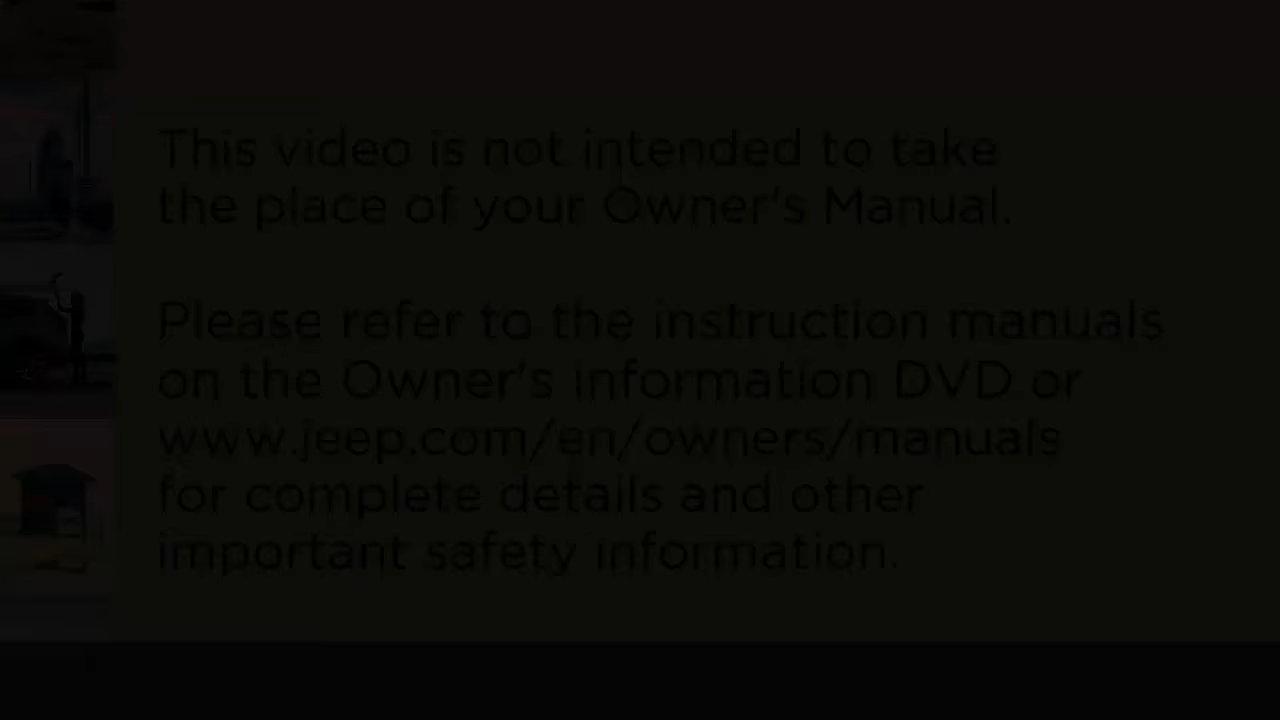 This video is not intended to take
the place of your Owner's Manual.
Please refer to the instruction manuals
on the Owner's Information DVD or
www.jeep.com/en/owners/manuals
for complete details and other
important safety information.